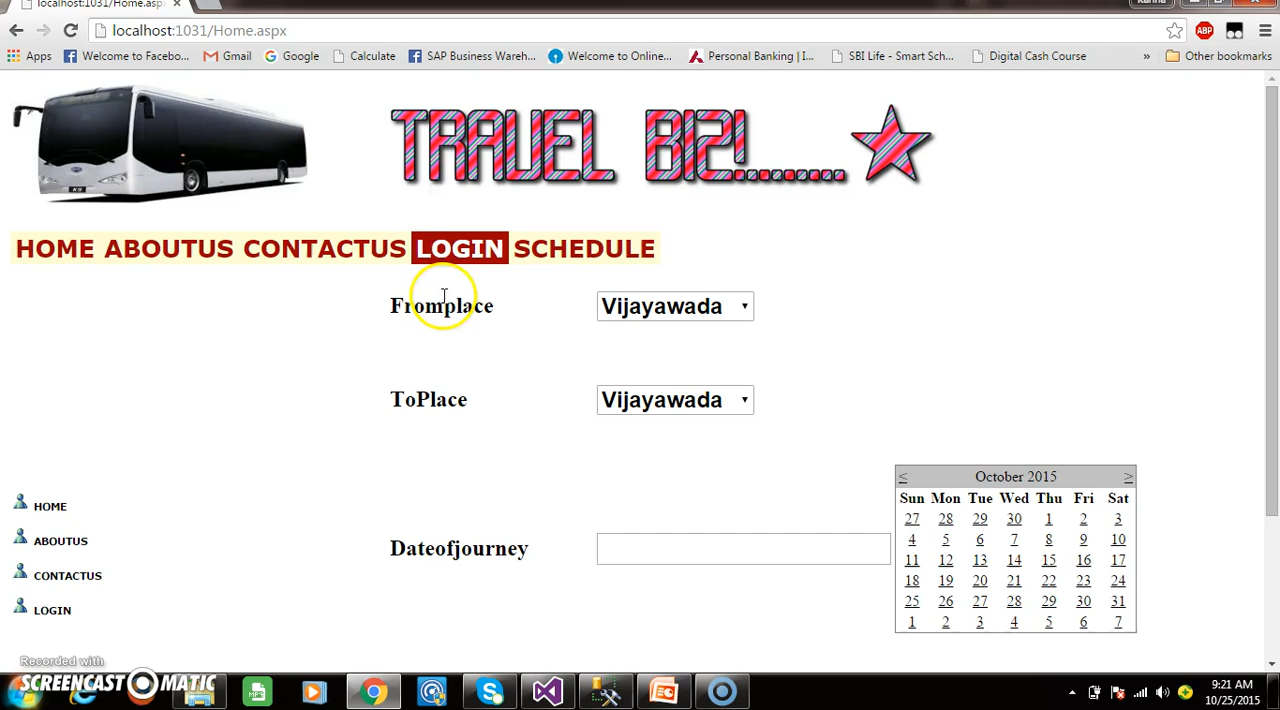 localhost:1031/Home.asp ×
localhost:1031/Home.aspx
ABP
Apps Welcome to Facebo... Gmail Google Calculate SAP Business Wareh... Welcome to Online... Personal Banking | I... SBI Life - Smart Sch... Digital Cash Course » Other bookmarks
TRAVEL BIZ!.........
HOME ABOUTUS CONTACTUS LOGIN SCHEDULE
Fromplace Vijayawada
ToPlace Vijayawada
< October 2015 >
Sun Mon Tue Wed Thu Fri Sat
27 28 29 30 1 2 3
4 5 6 7 8 9 10
11 12 13 14 15 16 17
18 19 20 21 22 23 24
25 26 27 28 29 30 31
1 2 3 4 5 6 7
Dateofjourney
HOME
ABOUTUS
CONTACTUS
LOGIN
Recorded with
SCREENCAST MATIC
9:21 AM
10/25/2015